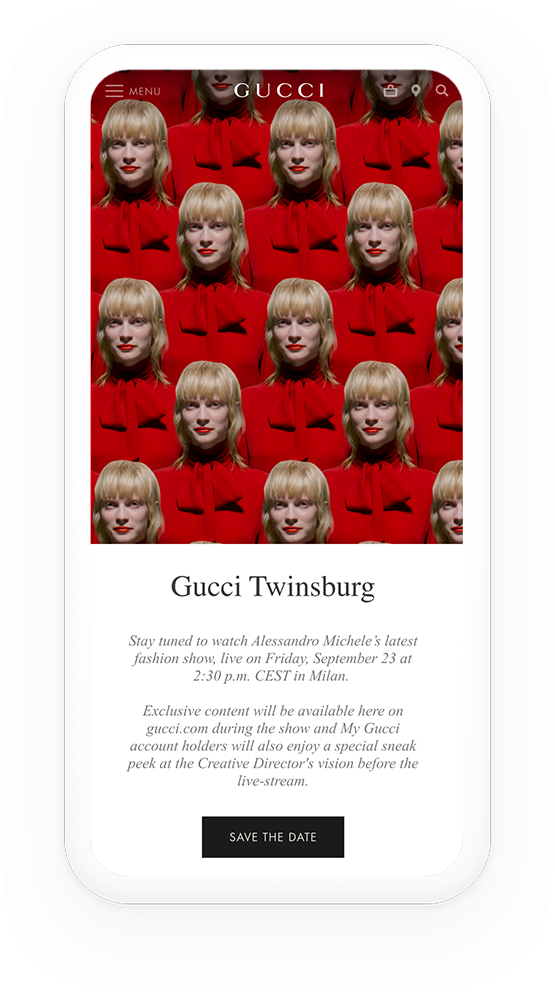 MENU
GUCCI
Gucci Twinsburg
Stay tuned to watch Alessandro Michele’s latest
fashion show, live on Friday, September 23 at
2:30 p.m. CEST in Milan.
Exclusive content will be available here on
gucci.com during the show and My Gucci
account holders will also enjoy a special sneak
peek at the Creative Director's vision before the
live-stream.
SAVE THE DATE